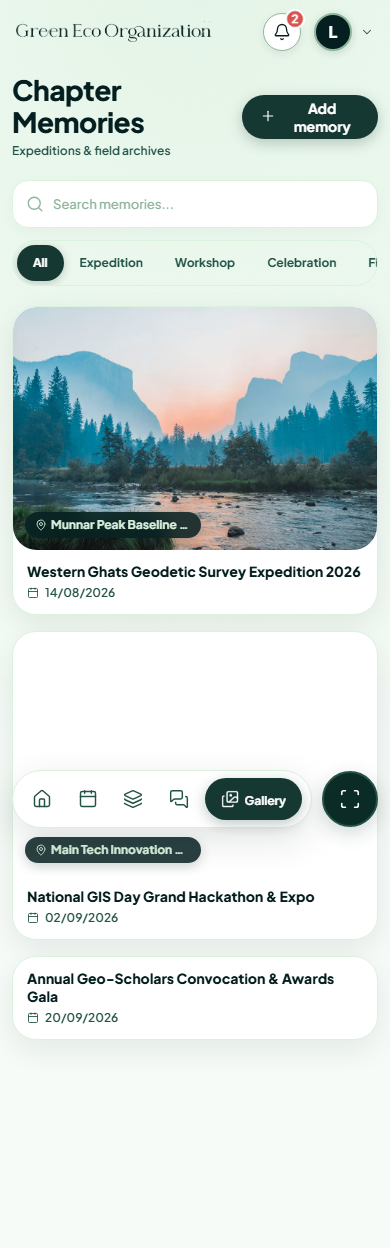 Green Eco Organization
2
L
Chapter
Memories
Add
memory
Expeditions & field archives
Search memories...
All
Expedition
Workshop
Celebration
Munnar Peak Baseline ...
Western Ghats Geodetic Survey Expedition 2026
14/08/2026
Gallery
Main Tech Innovation ...
National GIS Day Grand Hackathon & Expo
02/09/2026
Annual Geo-Scholars Convocation & Awards
Gala
20/09/2026